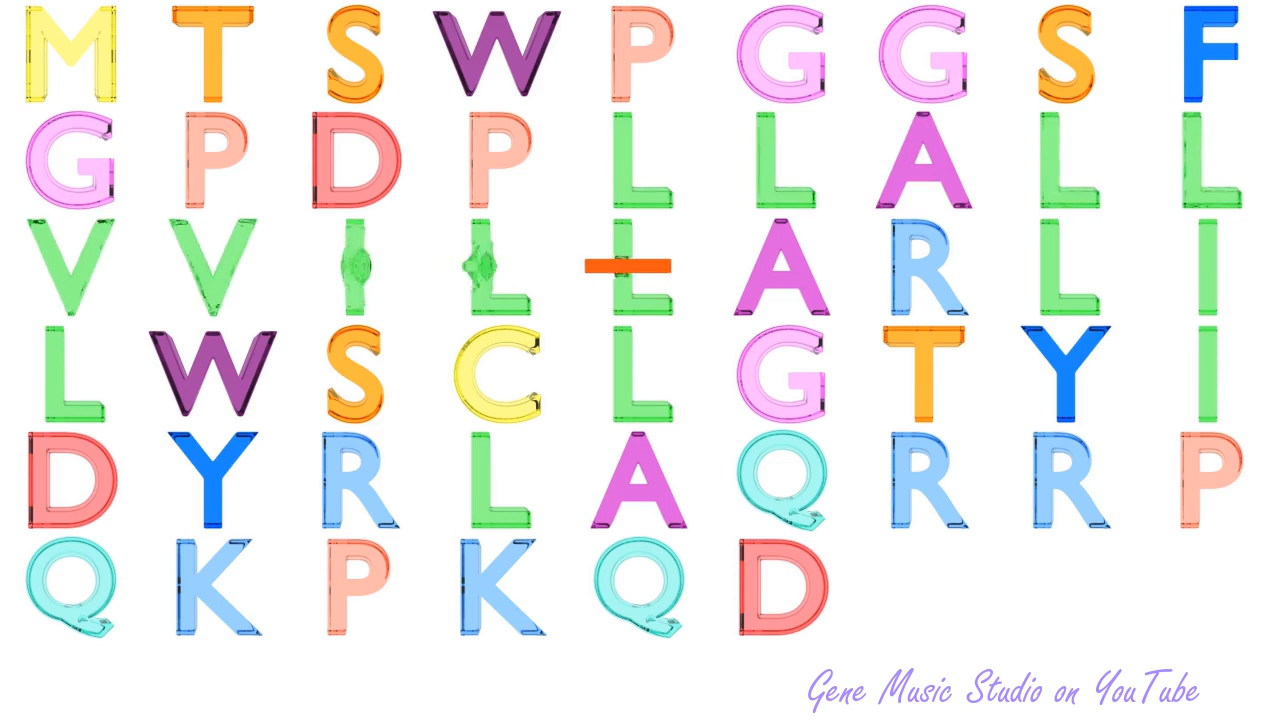 M T S W P G G S F
G P D P L L A L L
V V I L L A R L I
L W S C L G T Y I
D Y R L A Q R R P
Q K P K Q D
Gene Music Studio on YouTube